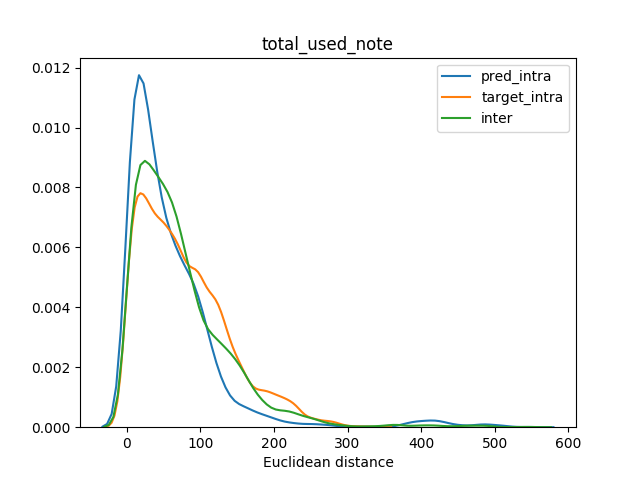 total_used_note
0.012
0.010
0.008
0.006
0.004
0.002
0.000
pred_intra
target_intra
inter
0 100 200 300 400 500 600
Euclidean distance